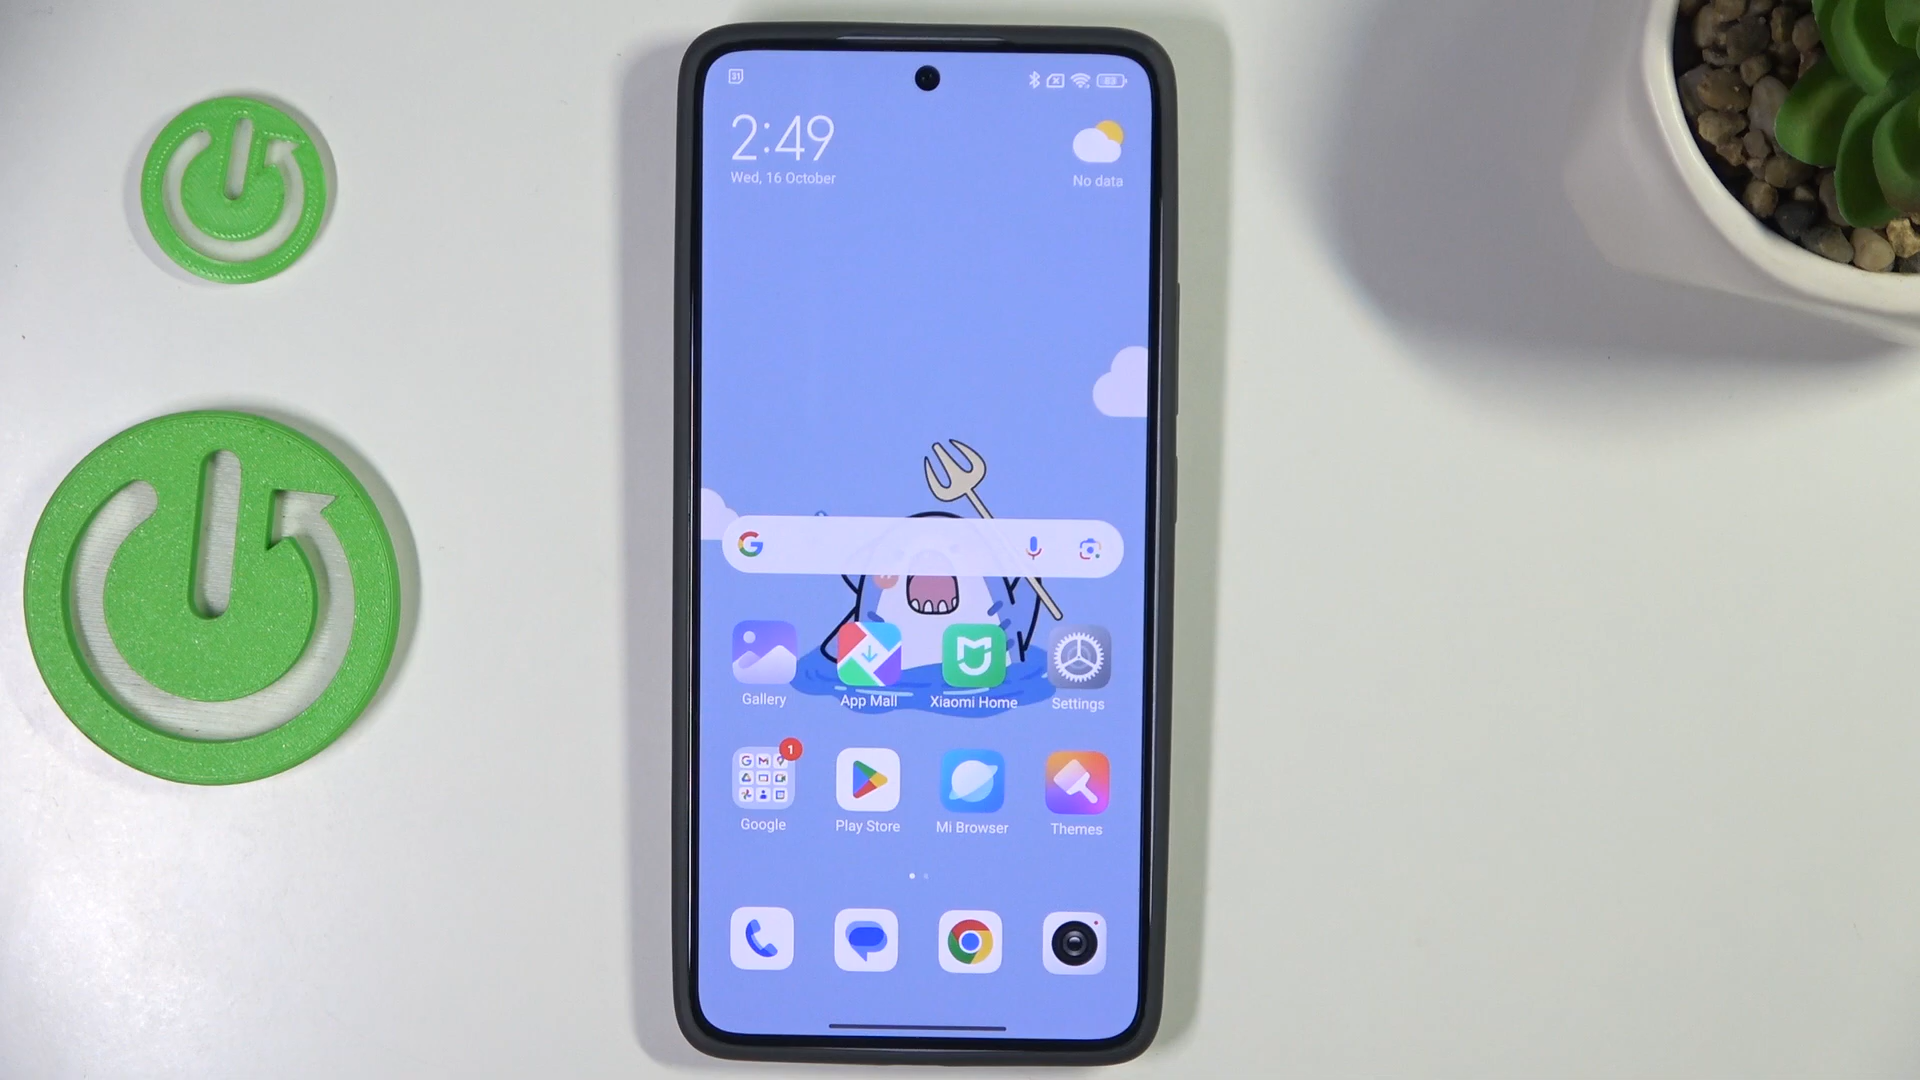 31
2:49
Wed, 16 October
No data
Gallery
App Mall
Xiaomi Home
Settings
1
Google
Play Store
Mi Browser
Themes